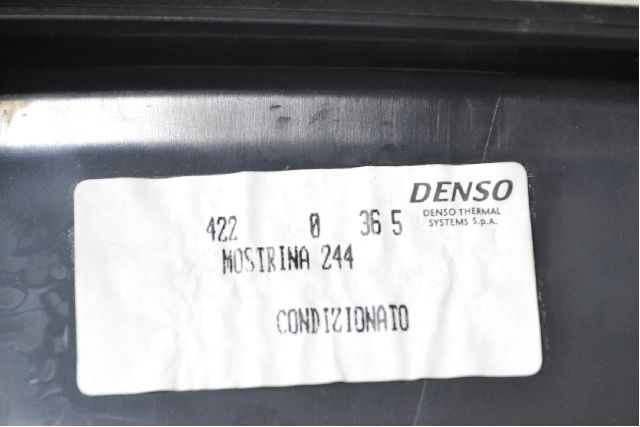 DENSO
DENSO THERMAL
SYSTEMS S.p.A.
422 0 36 5
MOSTRINA 244
CONDIZIONATO